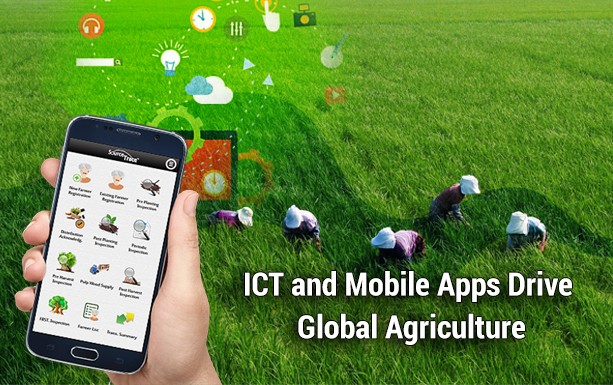 SourceTrace
New Farmer
Registration
Existing Farmer
Registration
Pre Planting
Inspection
Distribution
Acknowledg.
Post Planting
Inspection
Periodic
Inspection
Pre Harvest
Inspection
Pulp Wood Supply
Post Harvest
Inspection
Inspection
Farmer List
Trans. Summary
ICT and Mobile Apps Drive
Global Agriculture